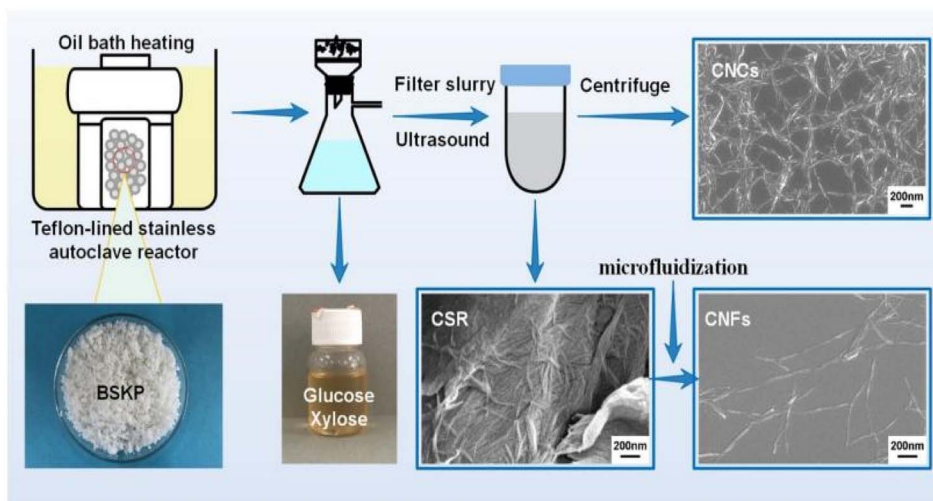 Oil bath heating
Teflon-lined stainless
autoclave reactor
BSKP
Filter slurry
Ultrasound
Glucose
Xylose
Centrifuge
CNCs
200nm
microfluidization
CSR
200nm
CNFs
200nm